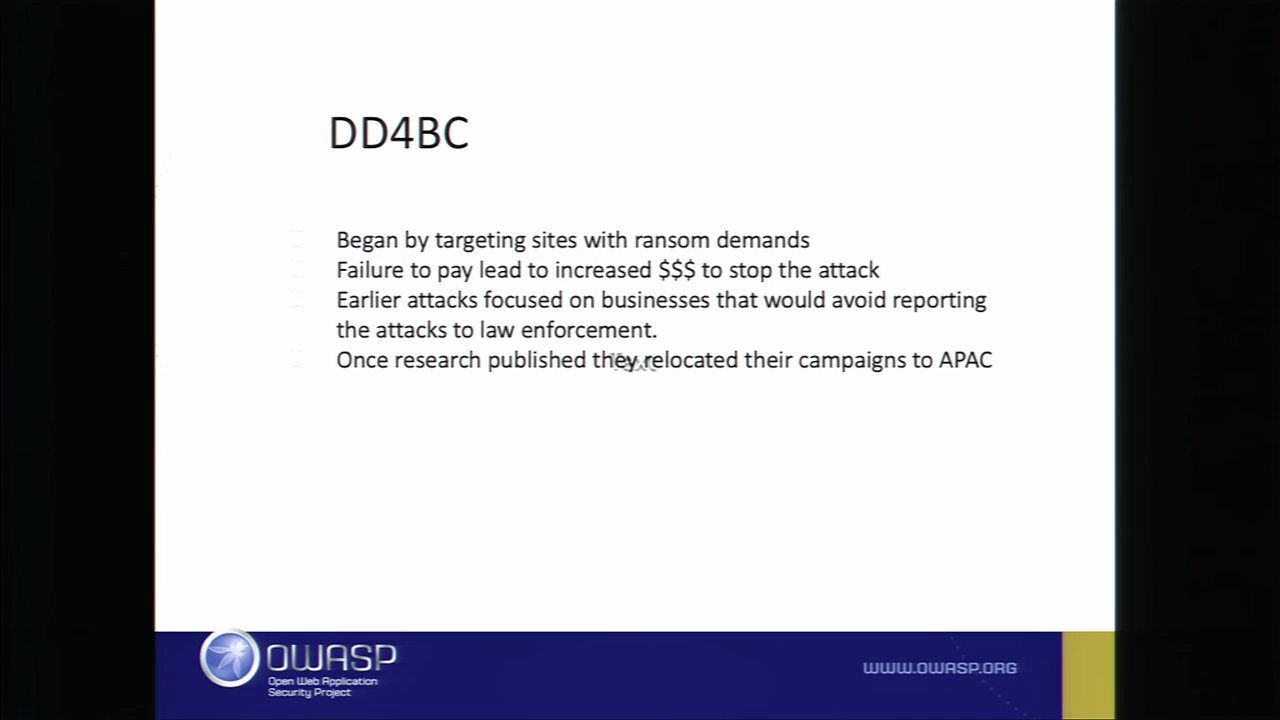 DD4BC
Began by targeting sites with ransom demands
Failure to pay lead to increased $$$ to stop the attack
Earlier attacks focused on businesses that would avoid reporting
the attacks to law enforcement.
Once research published they relocated their campaigns to APAC
OWASP
Open Web Application
Security Project
WWW.OWASP.ORG